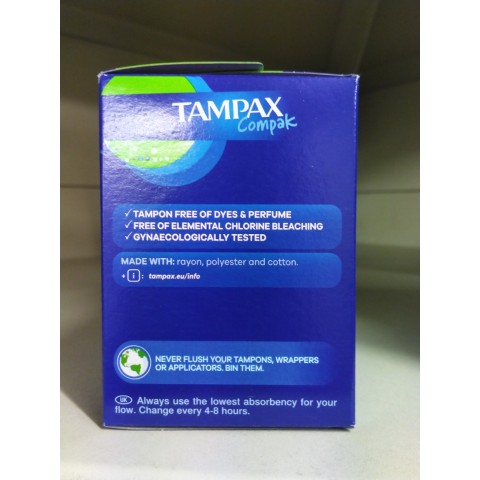 TAMPAX
Compak
✓ TAMPON FREE OF DYES & PERFUME
✓ FREE OF ELEMENTAL CHLORINE BLEACHING
✓ GYNAECOLOGICALLY TESTED
MADE WITH: rayon, polyester and cotton.
+ i : tampax.eu/info
NEVER FLUSH YOUR TAMPONS, WRAPPERS
OR APPLICATORS. BIN THEM.
UK Always use the lowest absorbency for your
flow. Change every 4-8 hours.